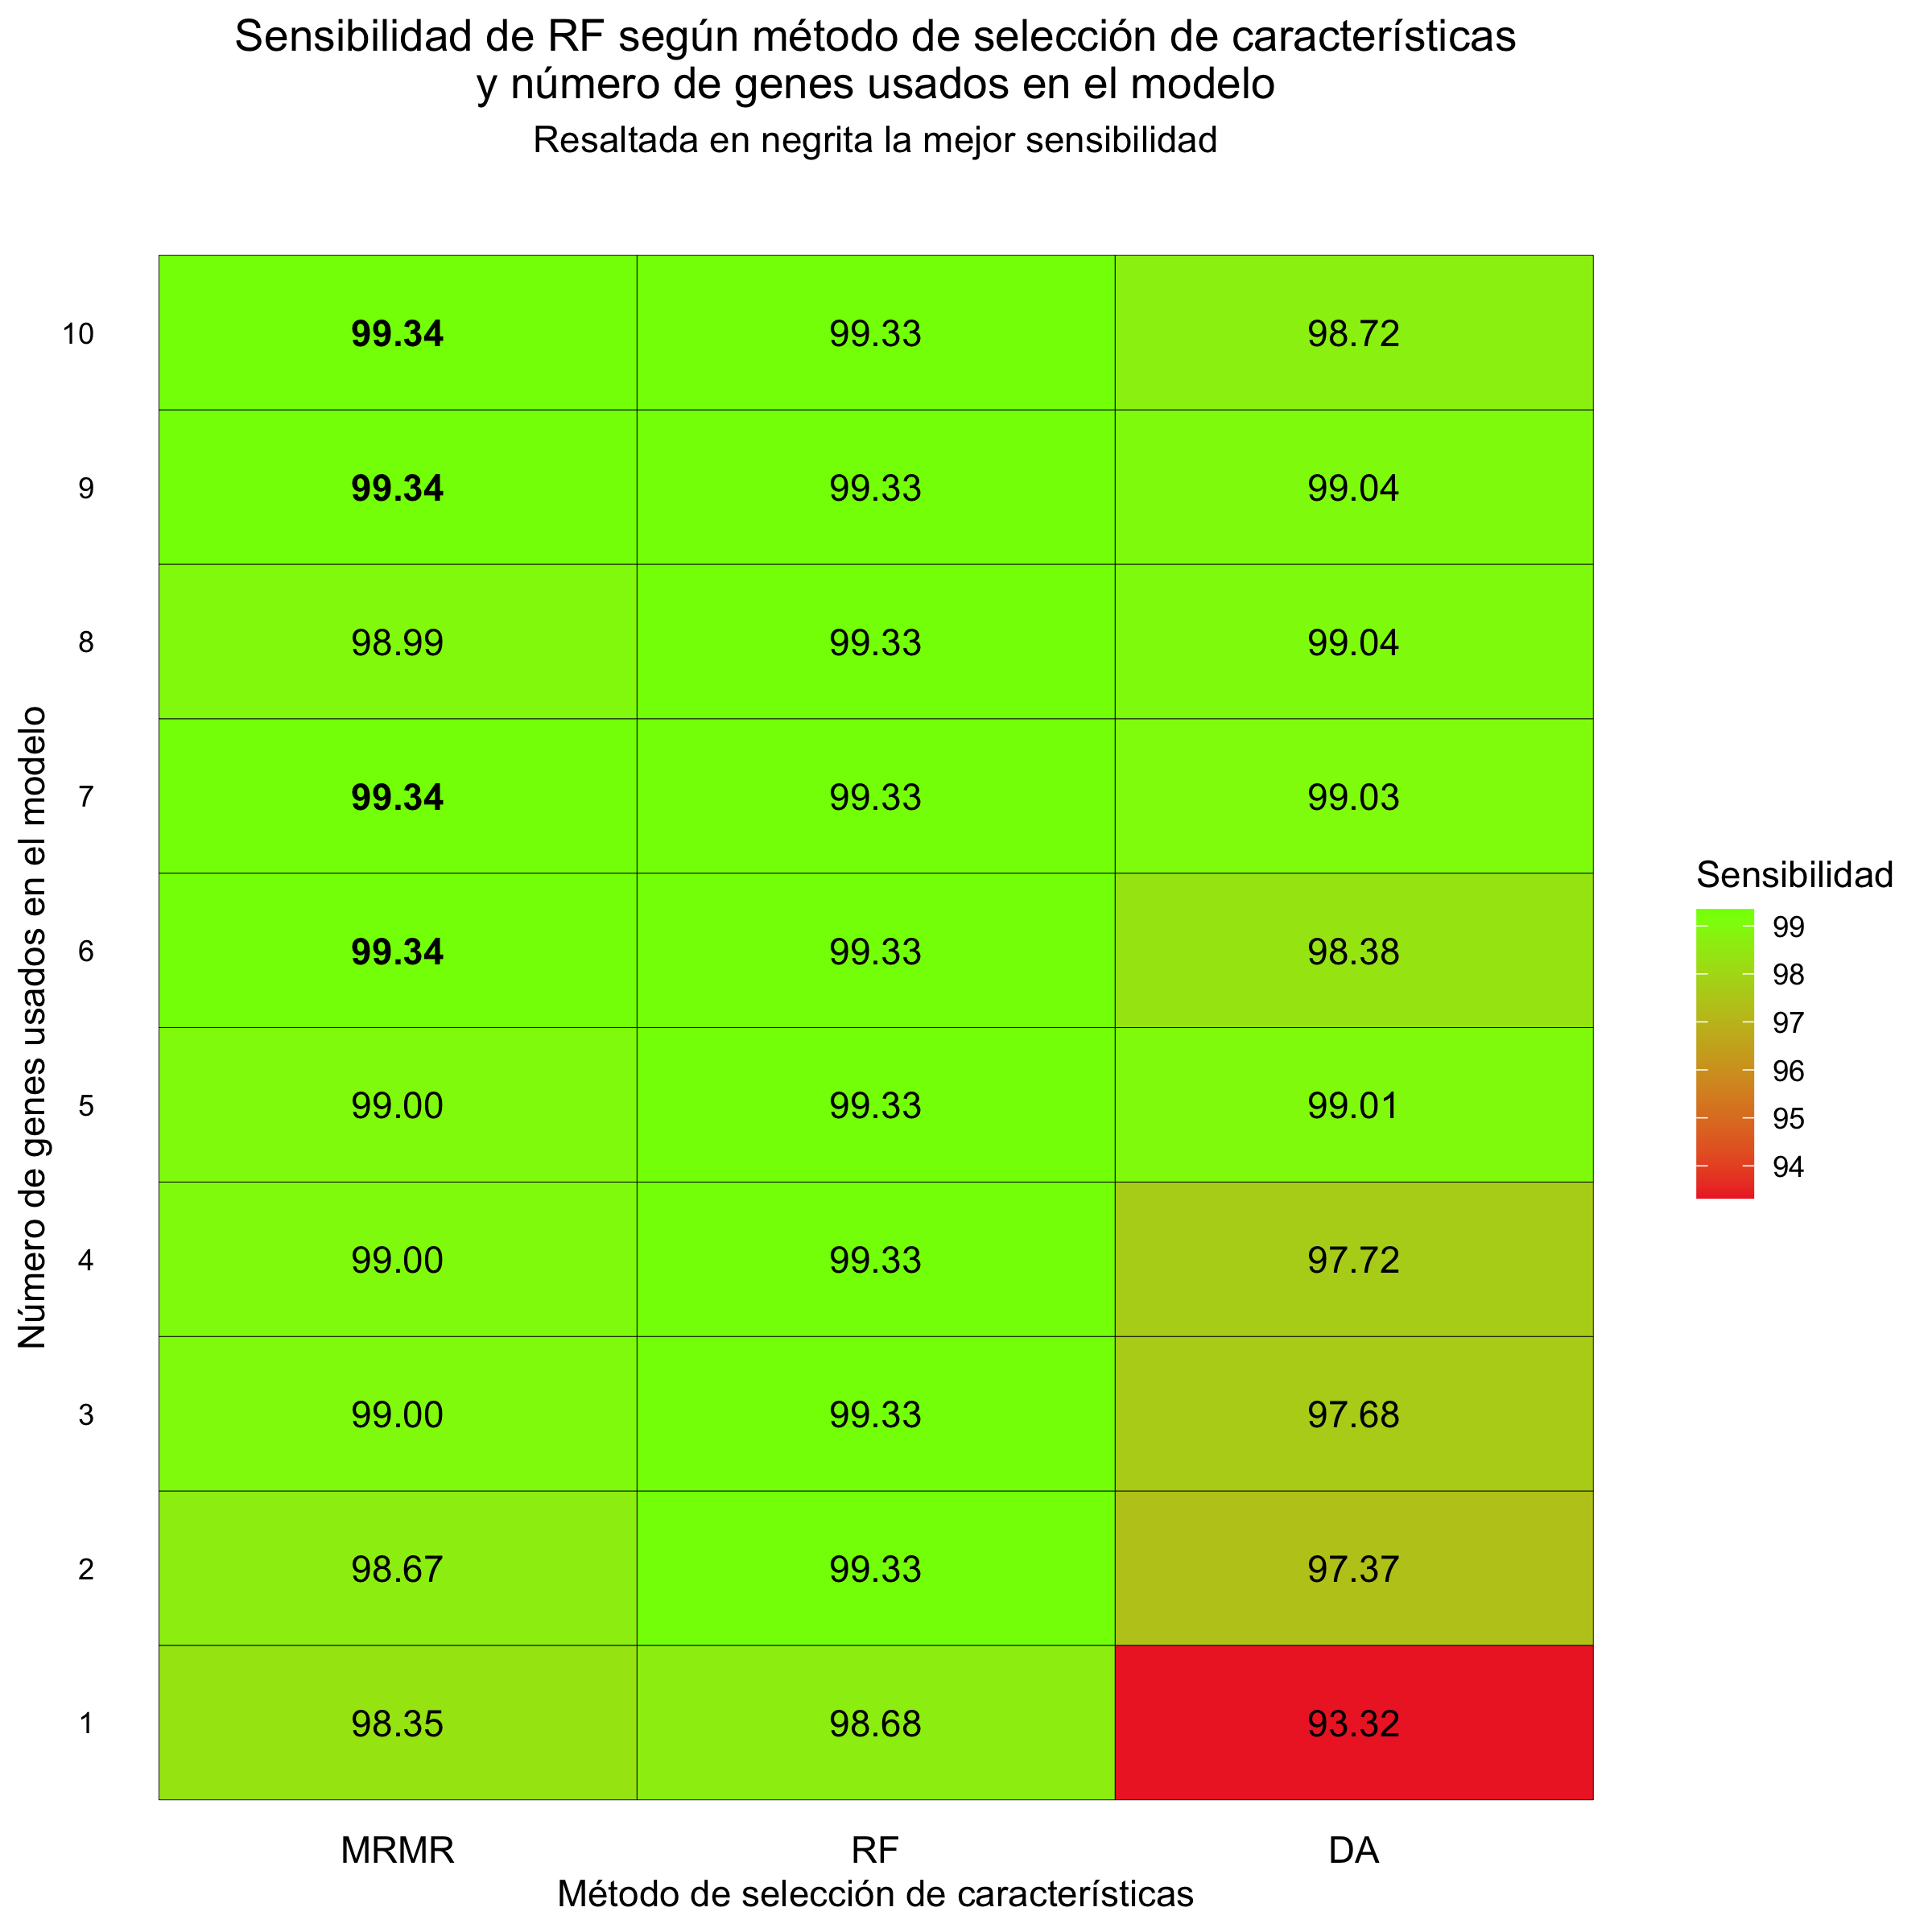 Sensibilidad de RF según método de selección de características
y número de genes usados en el modelo
Resaltada en negrita la mejor sensibilidad
Número de genes usados en el modelo
10 99.34 99.33 98.72
9 99.34 99.33 99.04
8 98.99 99.33 99.04
7 99.34 99.33 99.03
6 99.34 99.33 98.38
5 99.00 99.33 99.01
4 99.00 99.33 97.72
3 99.00 99.33 97.68
2 98.67 99.33 97.37
1 98.35 98.68 93.32
MRMR RF DA
Método de selección de características
Sensibilidad
99
98
97
96
95
94